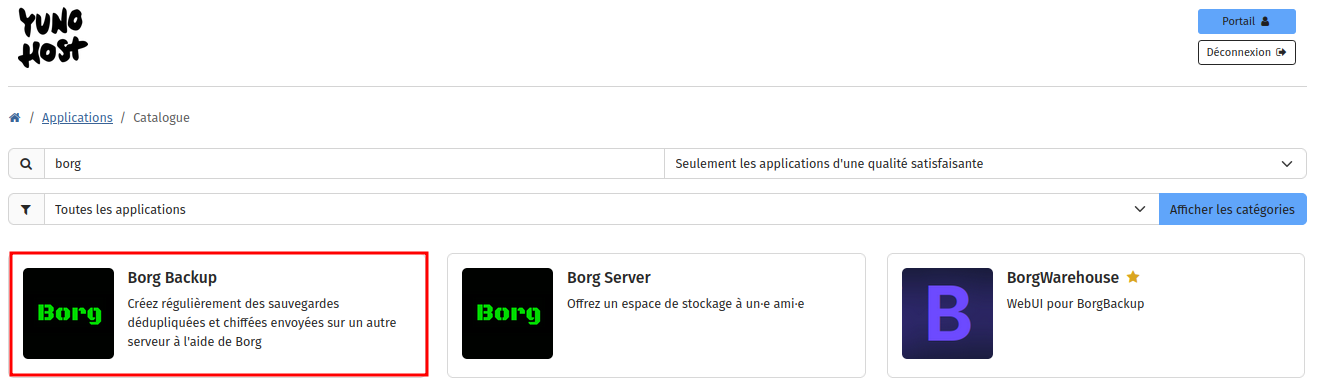 YUNO
HOST
Portail
Déconnexion
/ Applications / Catalogue
borg
Seulement les applications d'une qualité satisfaisante
Toutes les applications
Afficher les catégories
Borg
Borg Backup
Créez régulièrement des sauvegardes
dédupliquées et chiffées envoyées sur un autre
serveur à l'aide de Borg
Borg
Borg Server
Offrez un espace de stockage à un·e ami·e
B
BorgWarehouse
WebUI pour BorgBackup